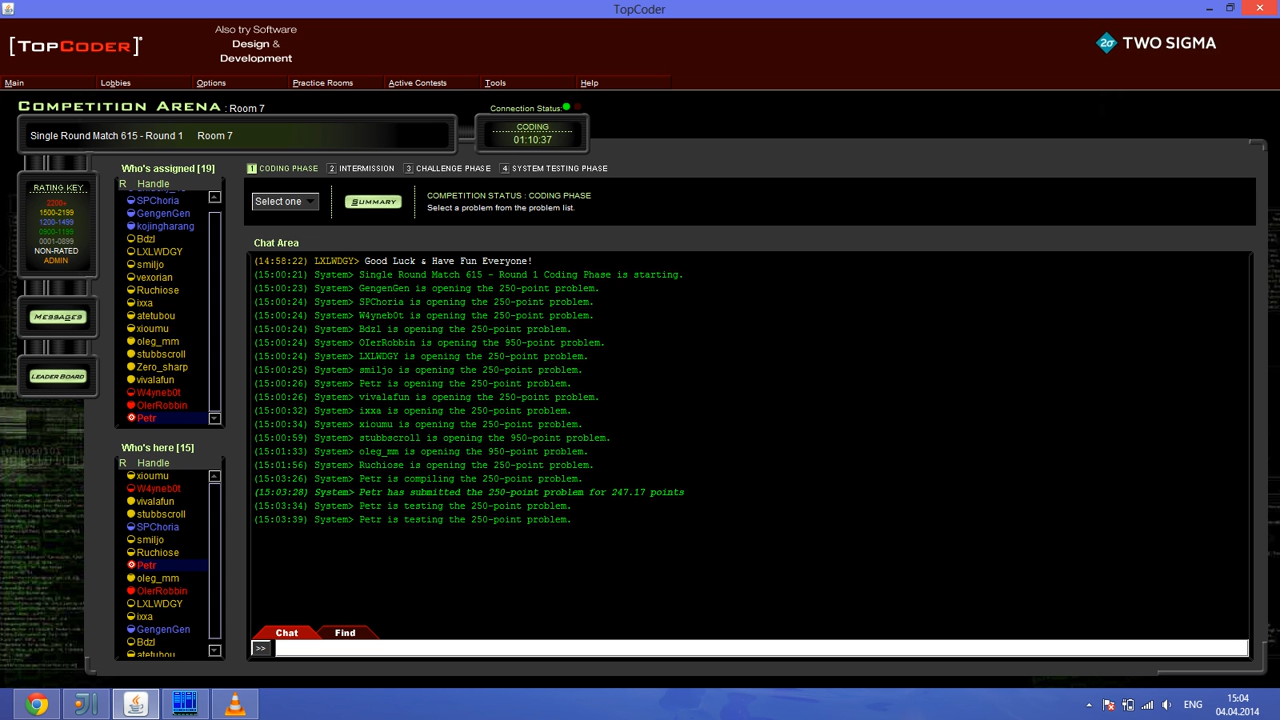 TopCoder
[TOPCODER]®
Also try Software
Design &
Development
2σ TWO SIGMA
Main Lobbies Options Practice Rooms Active Contests Tools Help
COMPETITION ARENA : Room 7
Connection Status:
Single Round Match 615 - Round 1 Room 7
CODING
01:10:37
Who's assigned [19]
R Handle
SPChoria
GengenGen
kojingharang
Bdzl
LXLWDGY
smiljo
vexorian
Ruchiose
ixxa
atetubou
xioumu
oleg_mm
stubbscroll
Zero_sharp
vivalafun
W4yneb0t
OIerRobbin
Petr
RATING KEY
2200+
1500-2199
1200-1499
0900-1199
0001-0899
NON-RATED
ADMIN
MESSAGES
LEADER BOARD
1 CODING PHASE 2 INTERMISSION 3 CHALLENGE PHASE 4 SYSTEM TESTING PHASE
Select one
SUMMARY
COMPETITION STATUS : CODING PHASE
Select a problem from the problem list.
Chat Area
(14:58:22) LXLWDGY> Good Luck & Have Fun Everyone!
(15:00:21) System> Single Round Match 615 - Round 1 Coding Phase is starting.
(15:00:23) System> GengenGen is opening the 250-point problem.
(15:00:24) System> SPChoria is opening the 250-point problem.
(15:00:24) System> W4yneb0t is opening the 250-point problem.
(15:00:24) System> Bdzl is opening the 250-point problem.
(15:00:24) System> OIerRobbin is opening the 950-point problem.
(15:00:24) System> LXLWDGY is opening the 250-point problem.
(15:00:25) System> smiljo is opening the 250-point problem.
(15:00:26) System> Petr is opening the 250-point problem.
(15:00:26) System> vivalafun is opening the 250-point problem.
(15:00:32) System> ixxa is opening the 250-point problem.
(15:00:34) System> xioumu is opening the 250-point problem.
(15:00:59) System> stubbscroll is opening the 950-point problem.
(15:01:33) System> oleg_mm is opening the 950-point problem.
(15:01:56) System> Ruchiose is opening the 250-point problem.
(15:03:26) System> Petr is compiling the 250-point problem.
(15:03:28) System> Petr has submitted the 250-point problem for 247.17 points
(15:03:34) System> Petr is testing the 250-point problem.
(15:03:39) System> Petr is testing the 250-point problem.
Who's here [15]
R Handle
xioumu
W4yneb0t
vivalafun
stubbscroll
SPChoria
smiljo
Ruchiose
Petr
oleg_mm
OIerRobbin
LXLWDGY
ixxa
GengenGen
Bdzl
atetubou
Chat Find
>>
ENG
15:04
04.04.2014